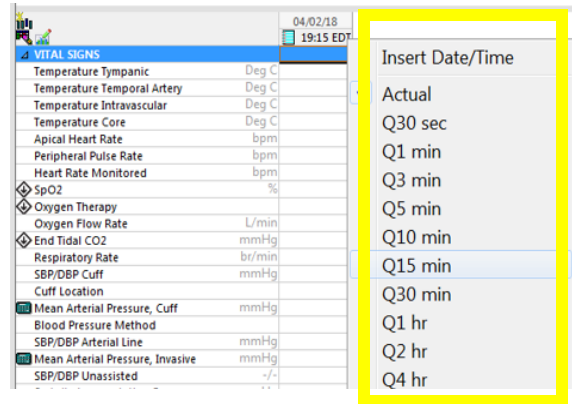 04/02/18
19:15 EDT
VITAL SIGNS
Temperature Tympanic Deg C
Temperature Temporal Artery Deg C
Temperature Intravascular Deg C
Temperature Core Deg C
Apical Heart Rate bpm
Peripheral Pulse Rate bpm
Heart Rate Monitored bpm
SpO2 %
Oxygen Therapy
Oxygen Flow Rate L/min
End Tidal CO2 mmHg
Respiratory Rate br/min
SBP/DBP Cuff mmHg
Cuff Location
Mean Arterial Pressure, Cuff mmHg
Blood Pressure Method
SBP/DBP Arterial Line mmHg
Mean Arterial Pressure, Invasive mmHg
SBP/DBP Unassisted -/-
Insert Date/Time
Actual
Q30 sec
Q1 min
Q3 min
Q5 min
Q10 min
Q15 min
Q30 min
Q1 hr
Q2 hr
Q4 hr